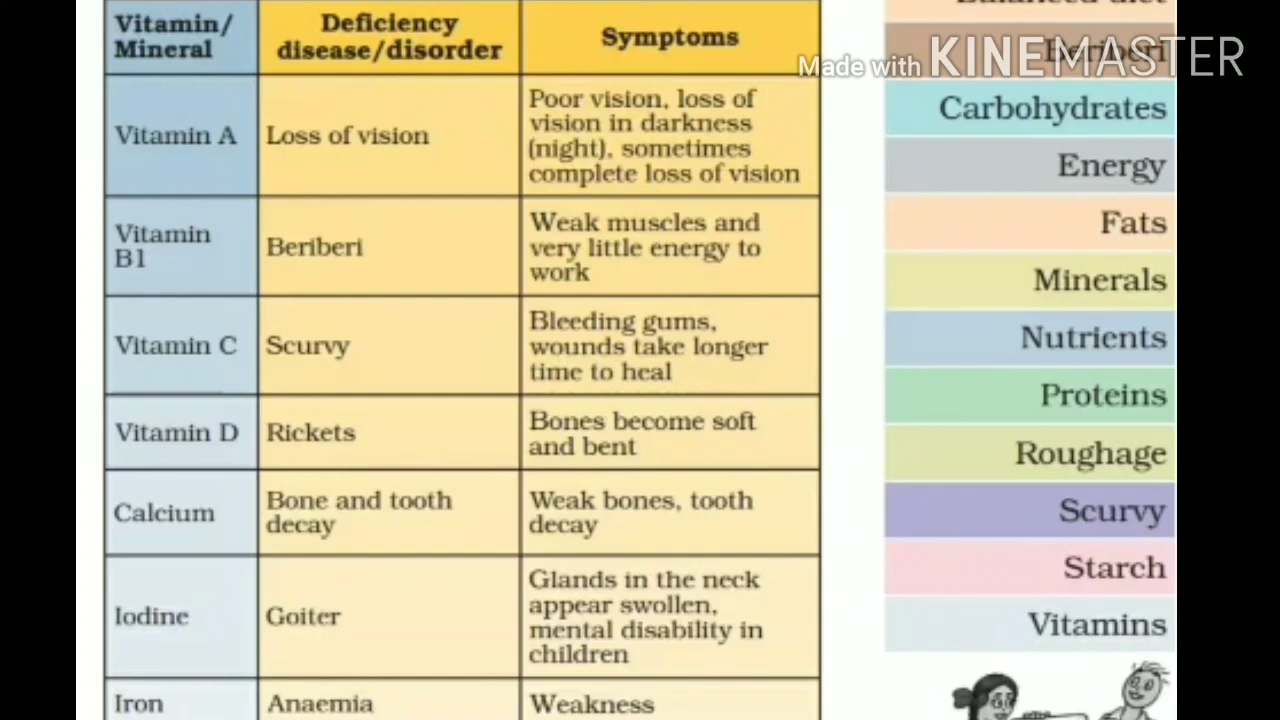 Vitamin/
Mineral
Deficiency
disease/disorder
Symptoms
Vitamin A
Loss of vision
Poor vision, loss of
vision in darkness
(night), sometimes
complete loss of vision
Vitamin
B1
Beriberi
Weak muscles and
very little energy to
work
Vitamin C
Scurvy
Bleeding gums,
wounds take longer
time to heal
Vitamin D
Rickets
Bones become soft
and bent
Calcium
Bone and tooth
decay
Weak bones, tooth
decay
Iodine
Goiter
Glands in the neck
appear swollen,
mental disability in
children
Iron
Anaemia
Weakness
Balanced diet
Beriberi
Made with KINEMASTER
Carbohydrates
Energy
Fats
Minerals
Nutrients
Proteins
Roughage
Scurvy
Starch
Vitamins